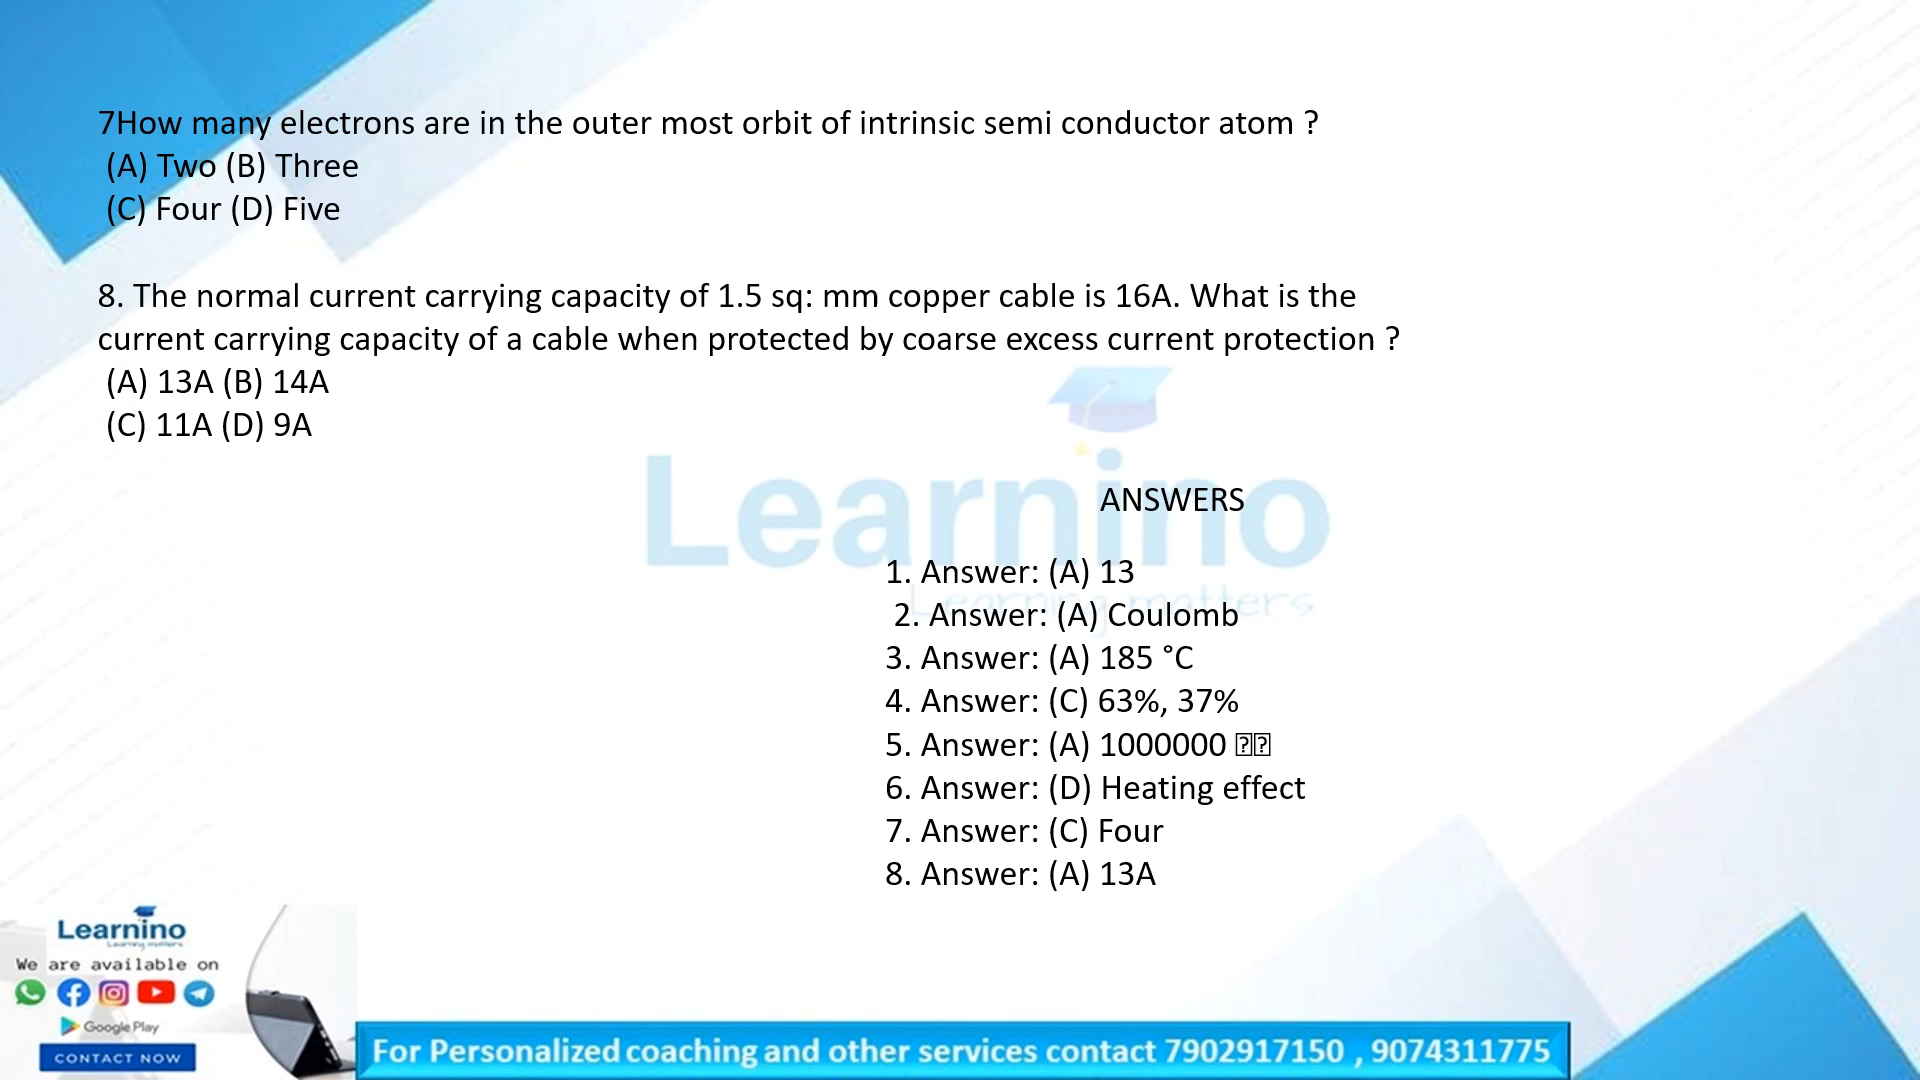 7How many electrons are in the outer most orbit of intrinsic semi conductor atom ?
(A) Two (B) Three
(C) Four (D) Five
8. The normal current carrying capacity of 1.5 sq: mm copper cable is 16A. What is the
current carrying capacity of a cable when protected by coarse excess current protection ?
(A) 13A (B) 14A
(C) 11A (D) 9A
Learnino
Learning matters
ANSWERS
1. Answer: (A) 13
2. Answer: (A) Coulomb
3. Answer: (A) 185 °C
4. Answer: (C) 63%, 37%
5. Answer: (A) 1000000
6. Answer: (D) Heating effect
7. Answer: (C) Four
8. Answer: (A) 13A
Learnino
Learning matters
We are available on
Google Play
CONTACT NOW
For Personalized coaching and other services contact 7902917150 , 9074311775